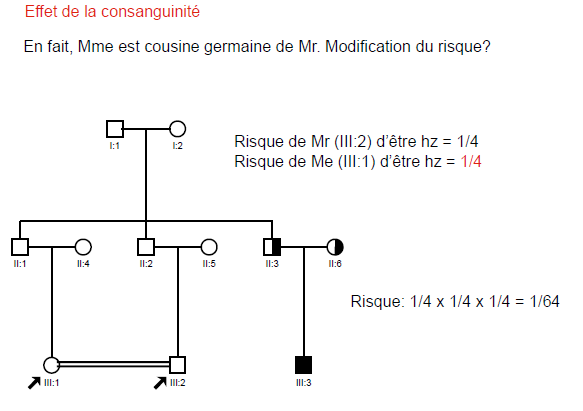 Effet de la consanguinité
En fait, Mme est cousine germaine de Mr. Modification du risque?
I:1
I:2
Risque de Mr (III:2) d'être hz = 1/4
Risque de Me (III:1) d'être hz = 1/4
II:1
II:4
II:2
II:5
II:3
II:6
Risque: 1/4 x 1/4 x 1/4 = 1/64
III:1
III:2
III:3